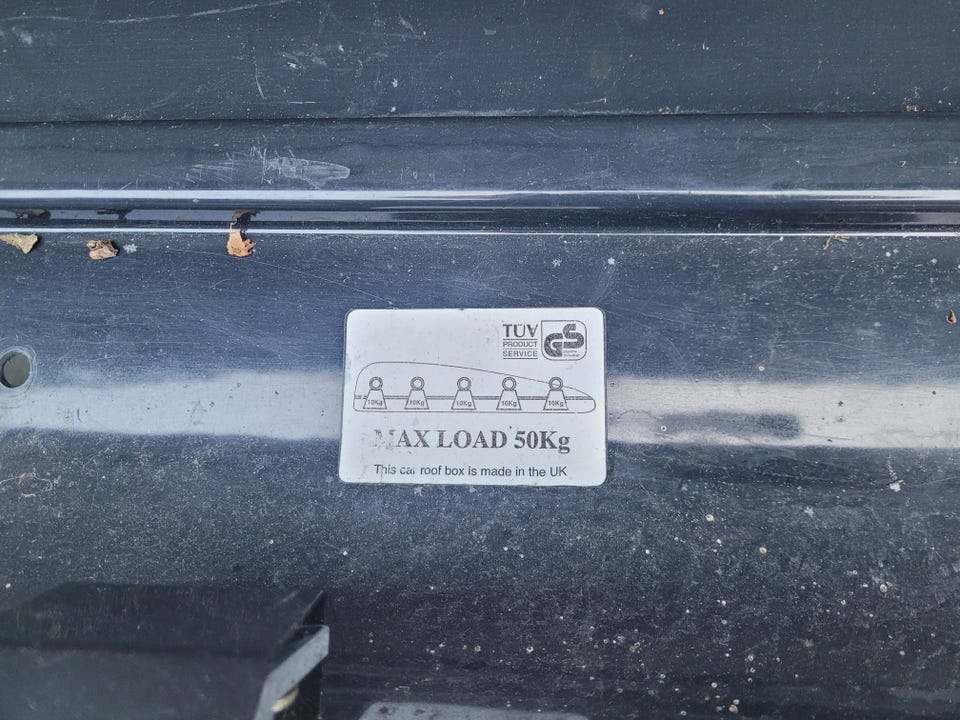 TÜV
PRODUCT
SERVICE
GS
10Kg 10Kg 10Kg 10Kg 10Kg
MAX LOAD 50Kg
This car roof box is made in the UK